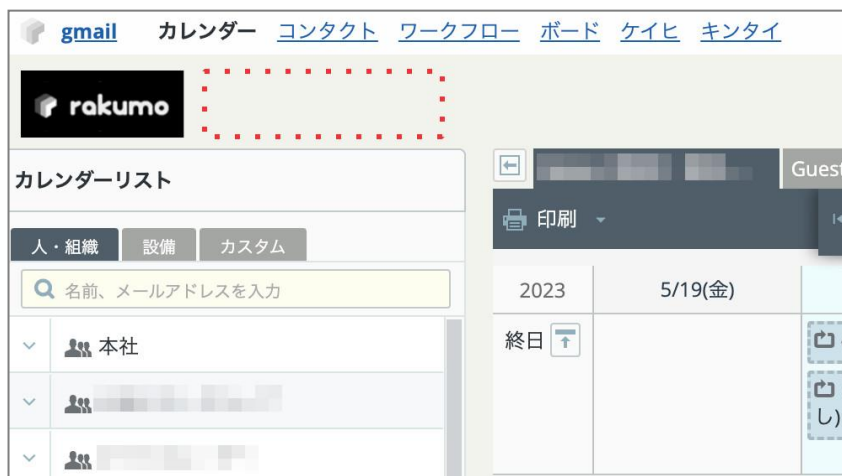 gmail カレンダー コンタクト ワークフロー ボード ケイヒ キンタイ
rakumo
カレンダーリスト
人・組織 設備 カスタム
名前、メールアドレスを入力
本社
Guest
印刷
2023 5/19(金)
終日
し)